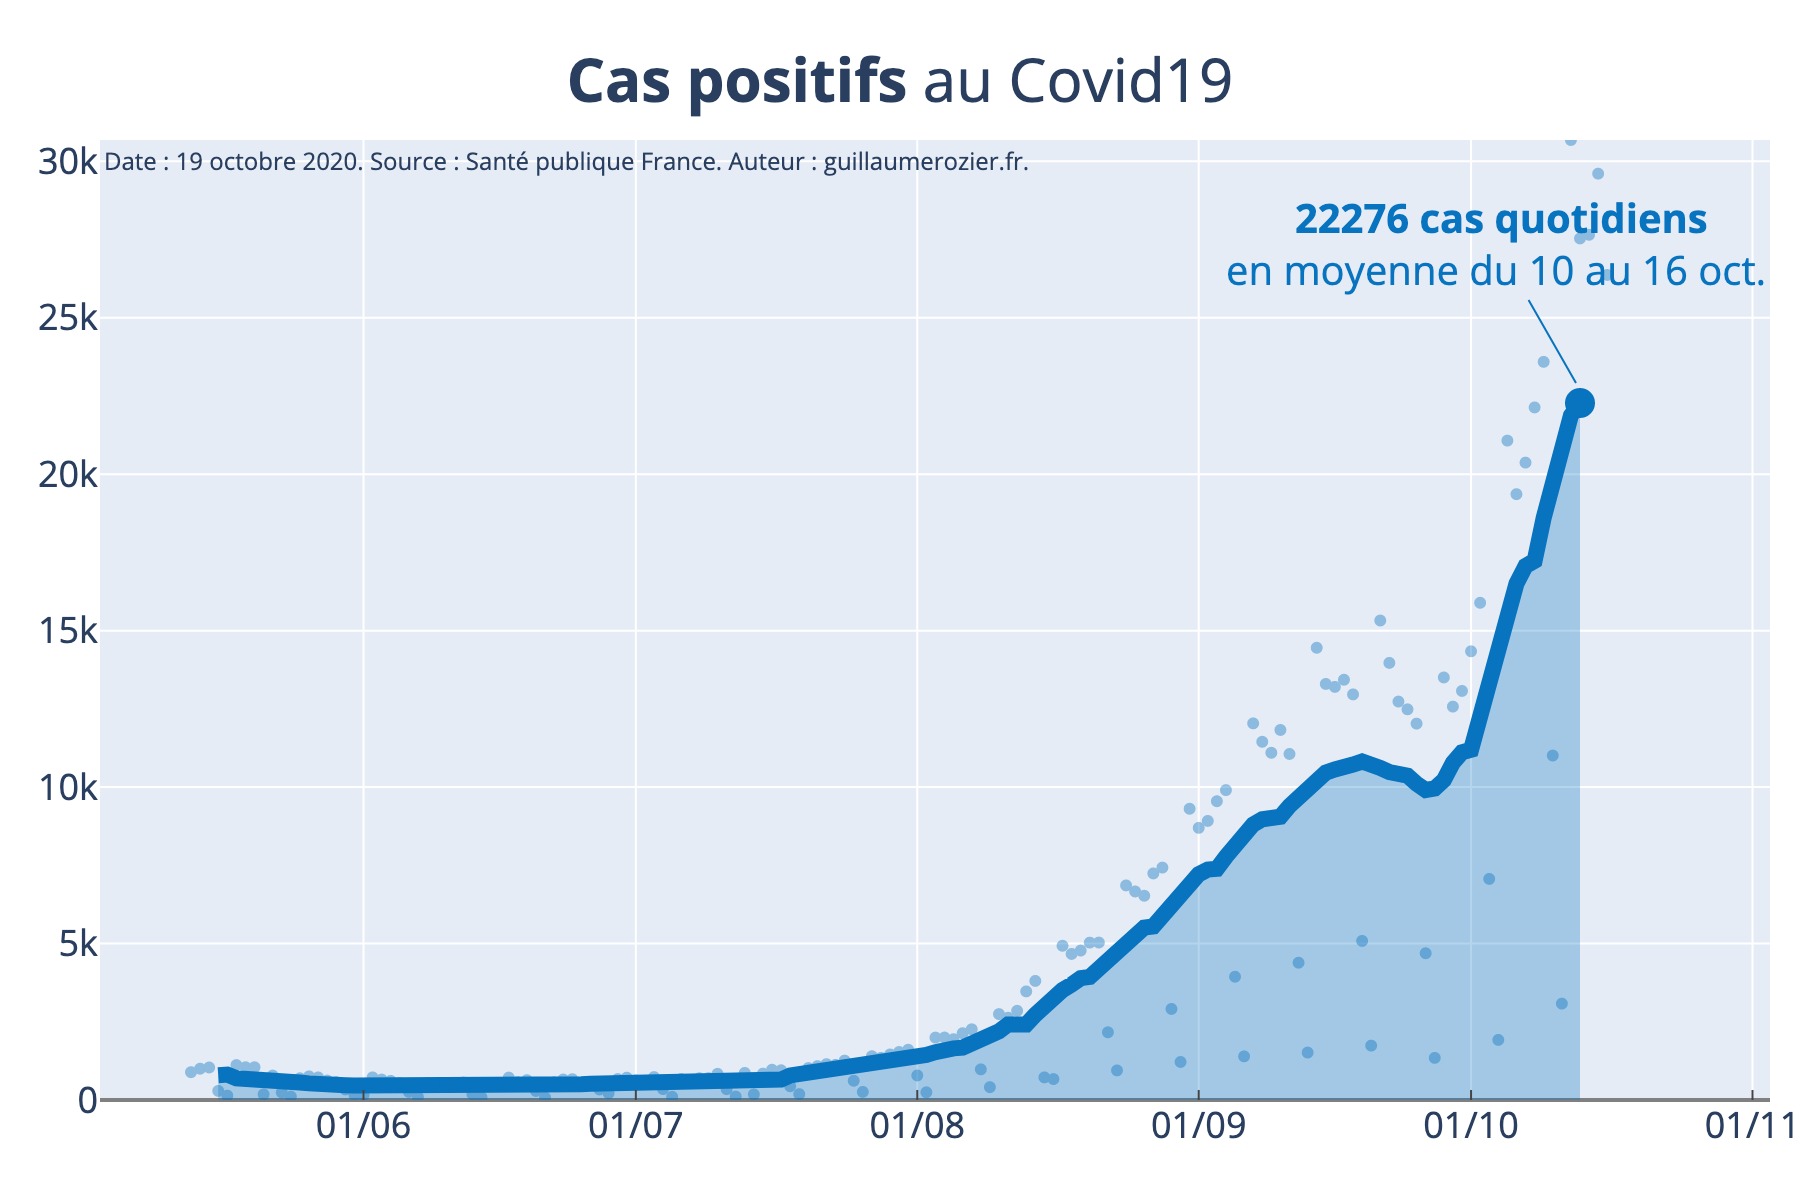 Cas positifs au Covid19
30k
Date : 19 octobre 2020. Source : Santé publique France. Auteur : guillaumerozier.fr.
22276 cas quotidiens
en moyenne du 10 au 16 oct.
25k
20k
15k
10k
5k
0
01/06 01/07 01/08 01/09 01/10 01/11